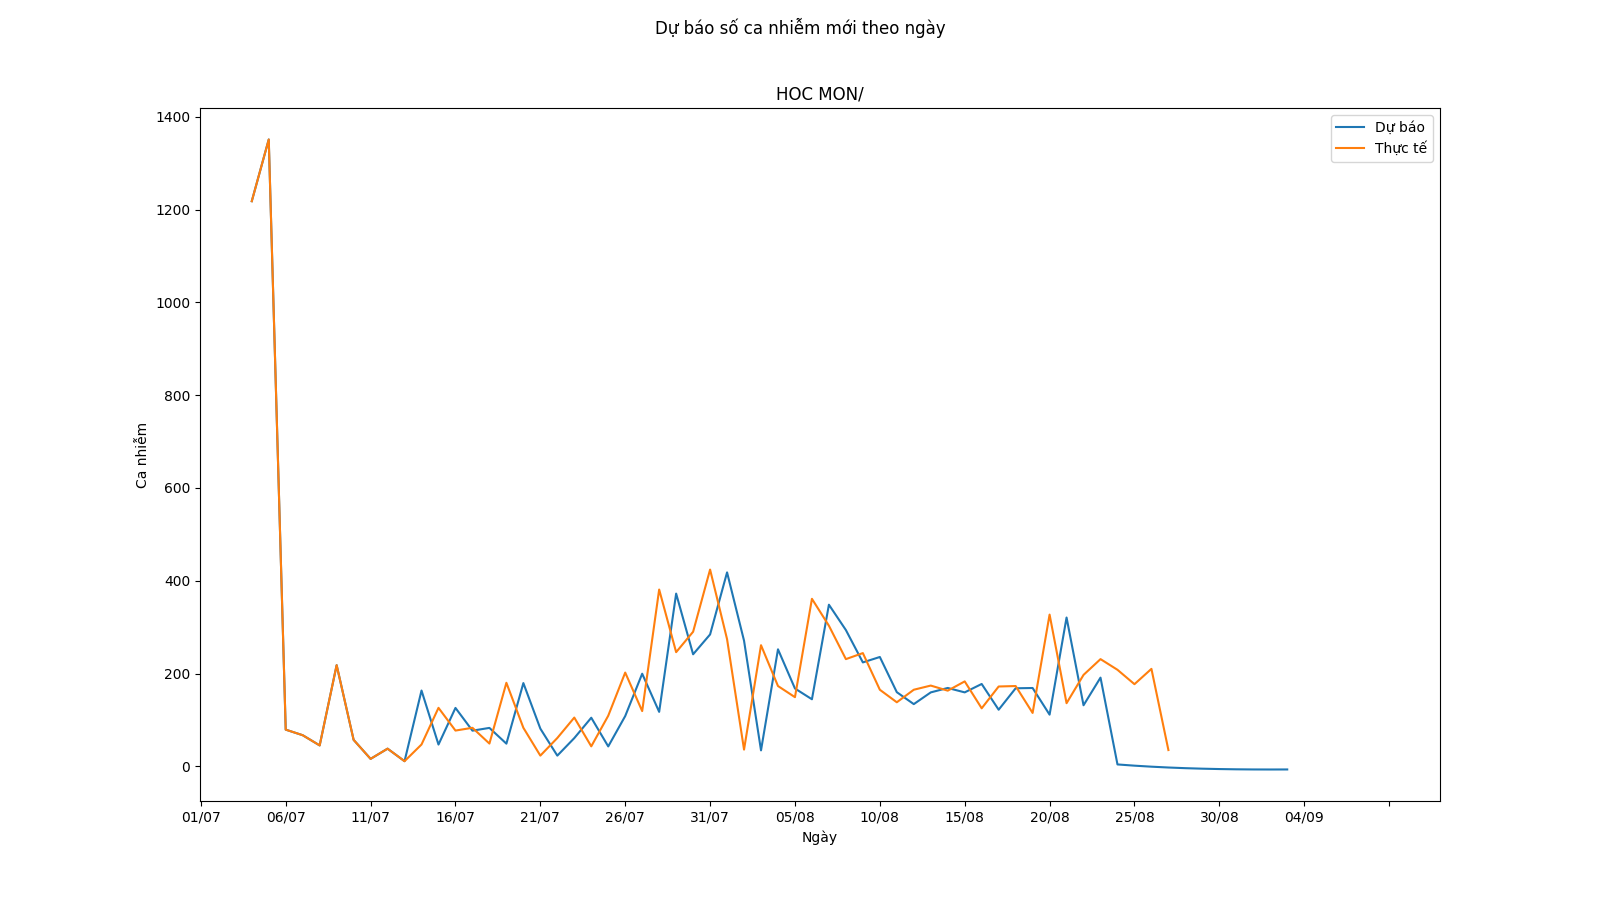 Dự báo số ca nhiễm mới theo ngày
HOC MON/
Dự báo
Thực tế
1400
1200
1000
800
600
400
200
0
Ca nhiễm
01/07 06/07 11/07 16/07 21/07 26/07 31/07 05/08 10/08 15/08 20/08 25/08 30/08 04/09
Ngày